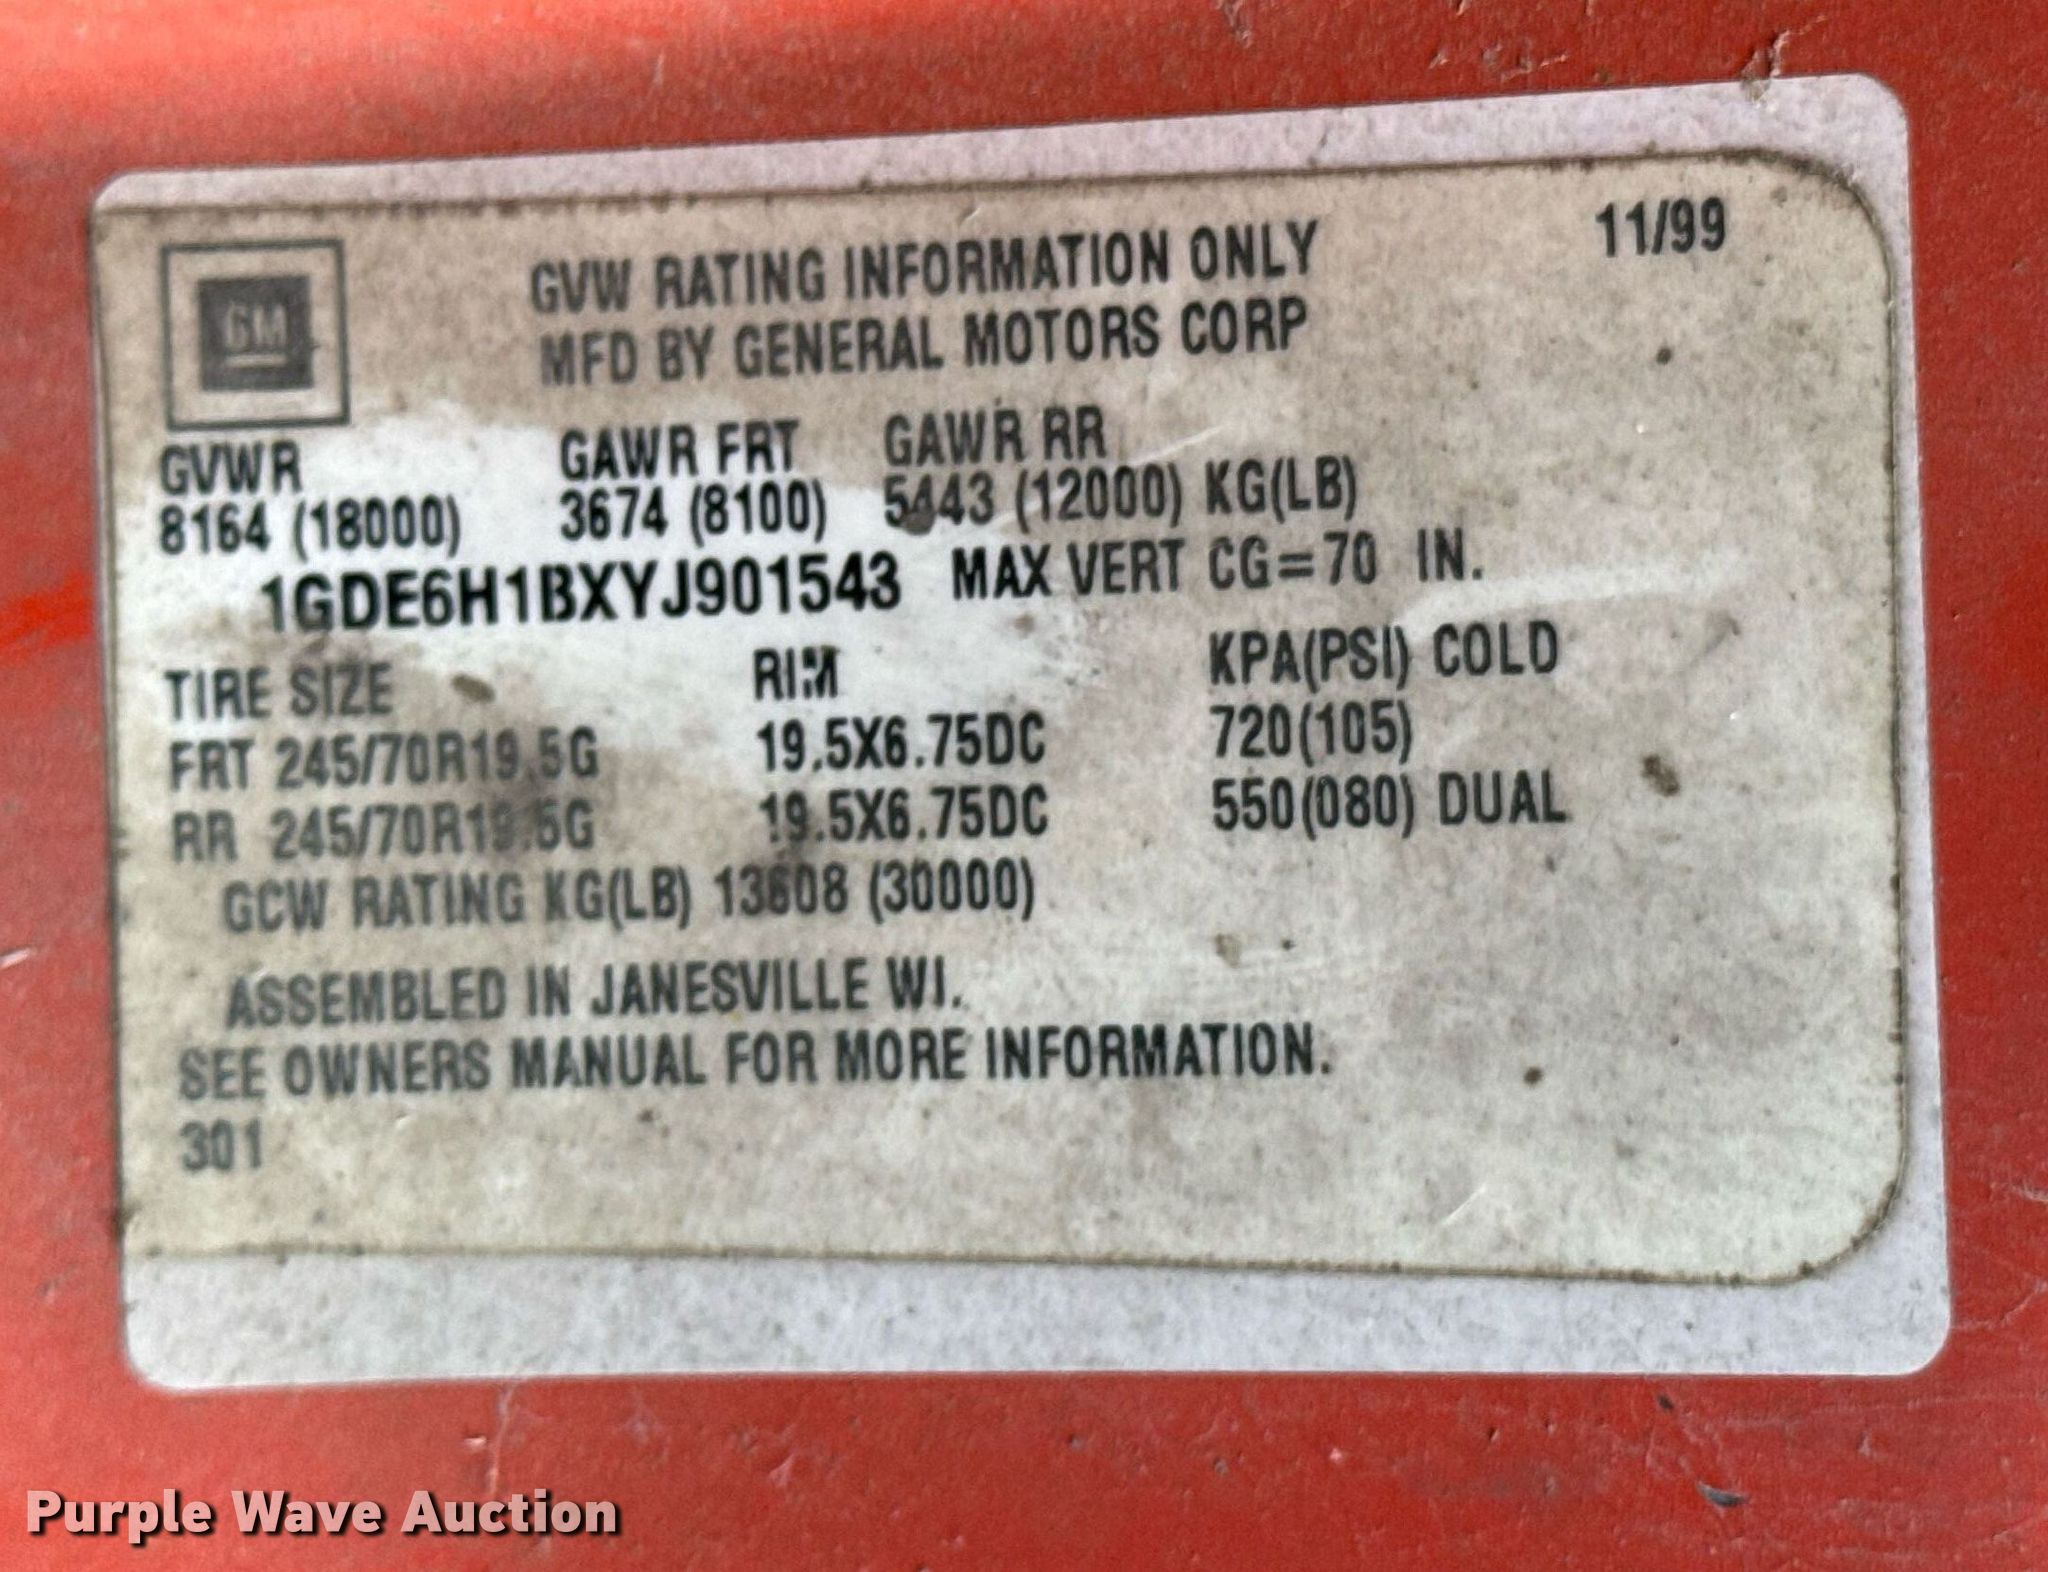 11/99
GM
GVW RATING INFORMATION ONLY
MFD BY GENERAL MOTORS CORP
GVWR GAWR FRT GAWR RR
8164 (18000) 3674 (8100) 5443 (12000) KG(LB)
1GDE6H1BXYJ901543 MAX VERT CG=70 IN.
TIRE SIZE RIM KPA(PSI) COLD
FRT 245/70R19.5G 19.5X6.75DC 720(105)
RR 245/70R19.5G 19.5X6.75DC 550(080) DUAL
GCW RATING KG(LB) 13608 (30000)
ASSEMBLED IN JANESVILLE WI.
SEE OWNERS MANUAL FOR MORE INFORMATION.
301
Purple Wave Auction